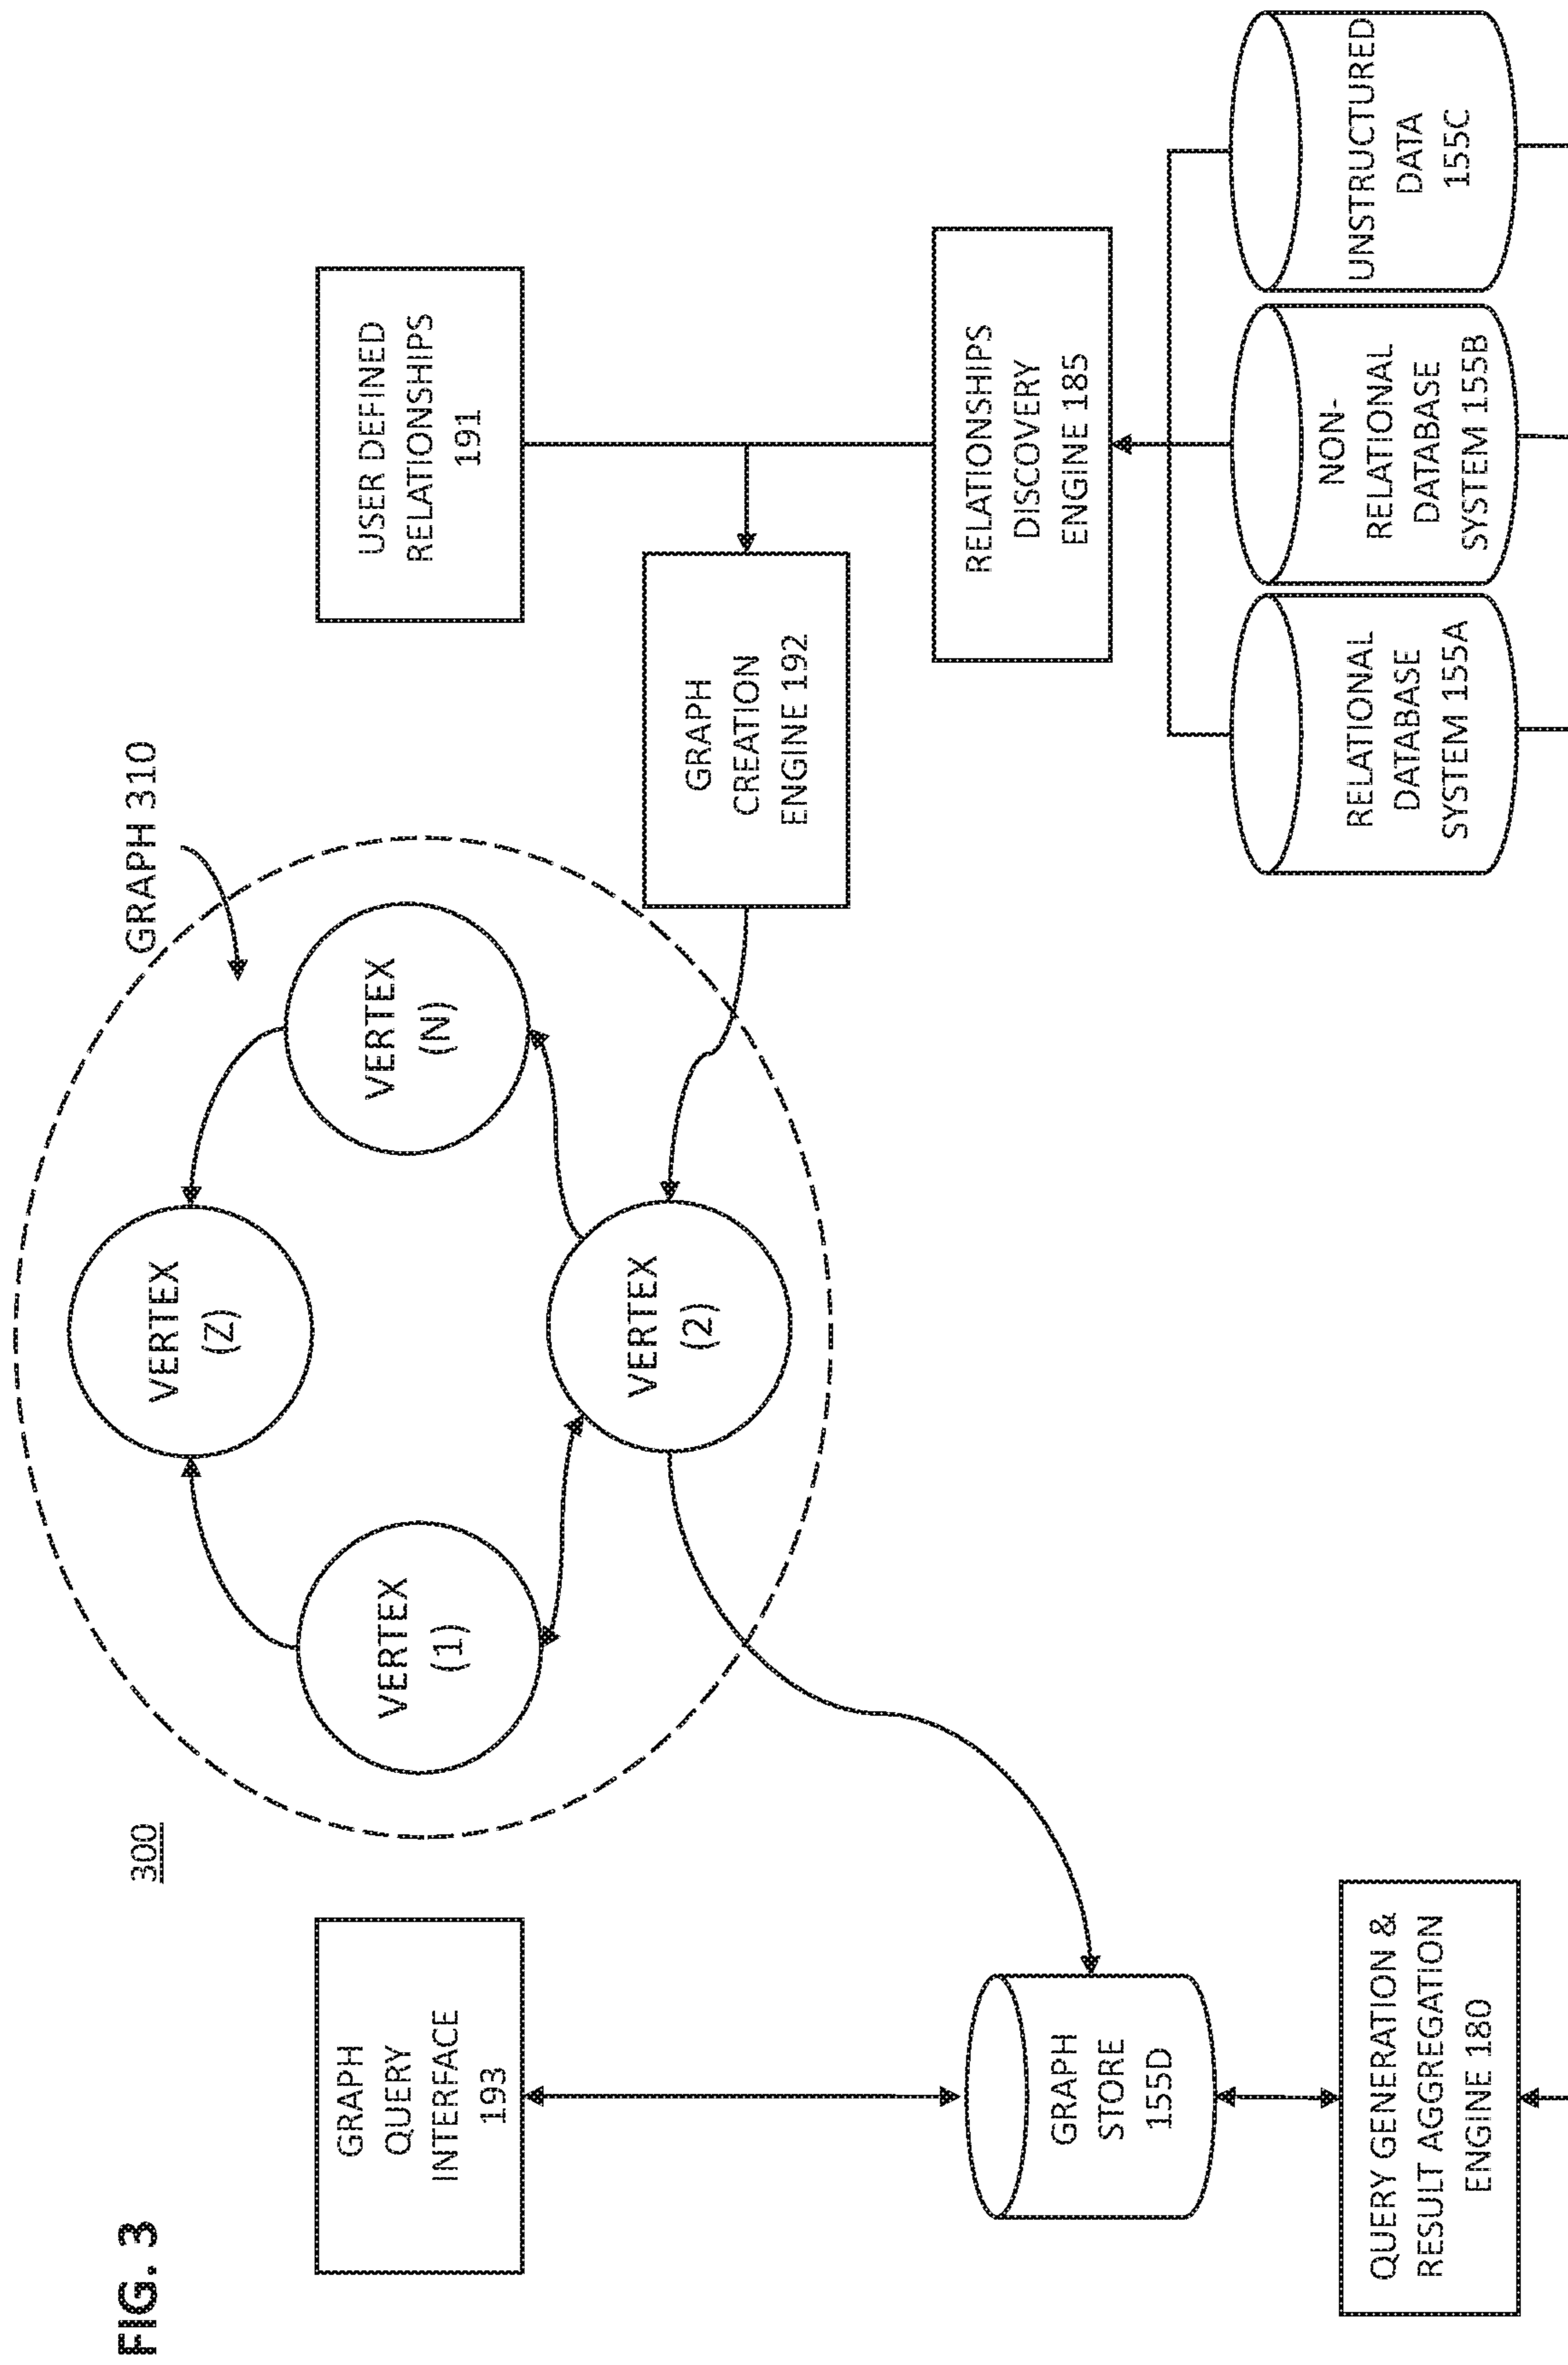 FIG. 3
300
GRAPH 310
GRAPH
QUERY
INTERFACE
193
VERTEX
(Z)
VERTEX
(1)
VERTEX
(N)
VERTEX
(2)
USER DEFINED
RELATIONSHIPS
191
GRAPH
CREATION
ENGINE 192
GRAPH
STORE
155D
RELATIONSHIPS
DISCOVERY
ENGINE 185
QUERY GENERATION &
RESULT AGGREGATION
ENGINE 180
RELATIONAL
DATABASE
SYSTEM 155A
NON-
RELATIONAL
DATABASE
SYSTEM 155B
UNSTRUCTURED
DATA
155C